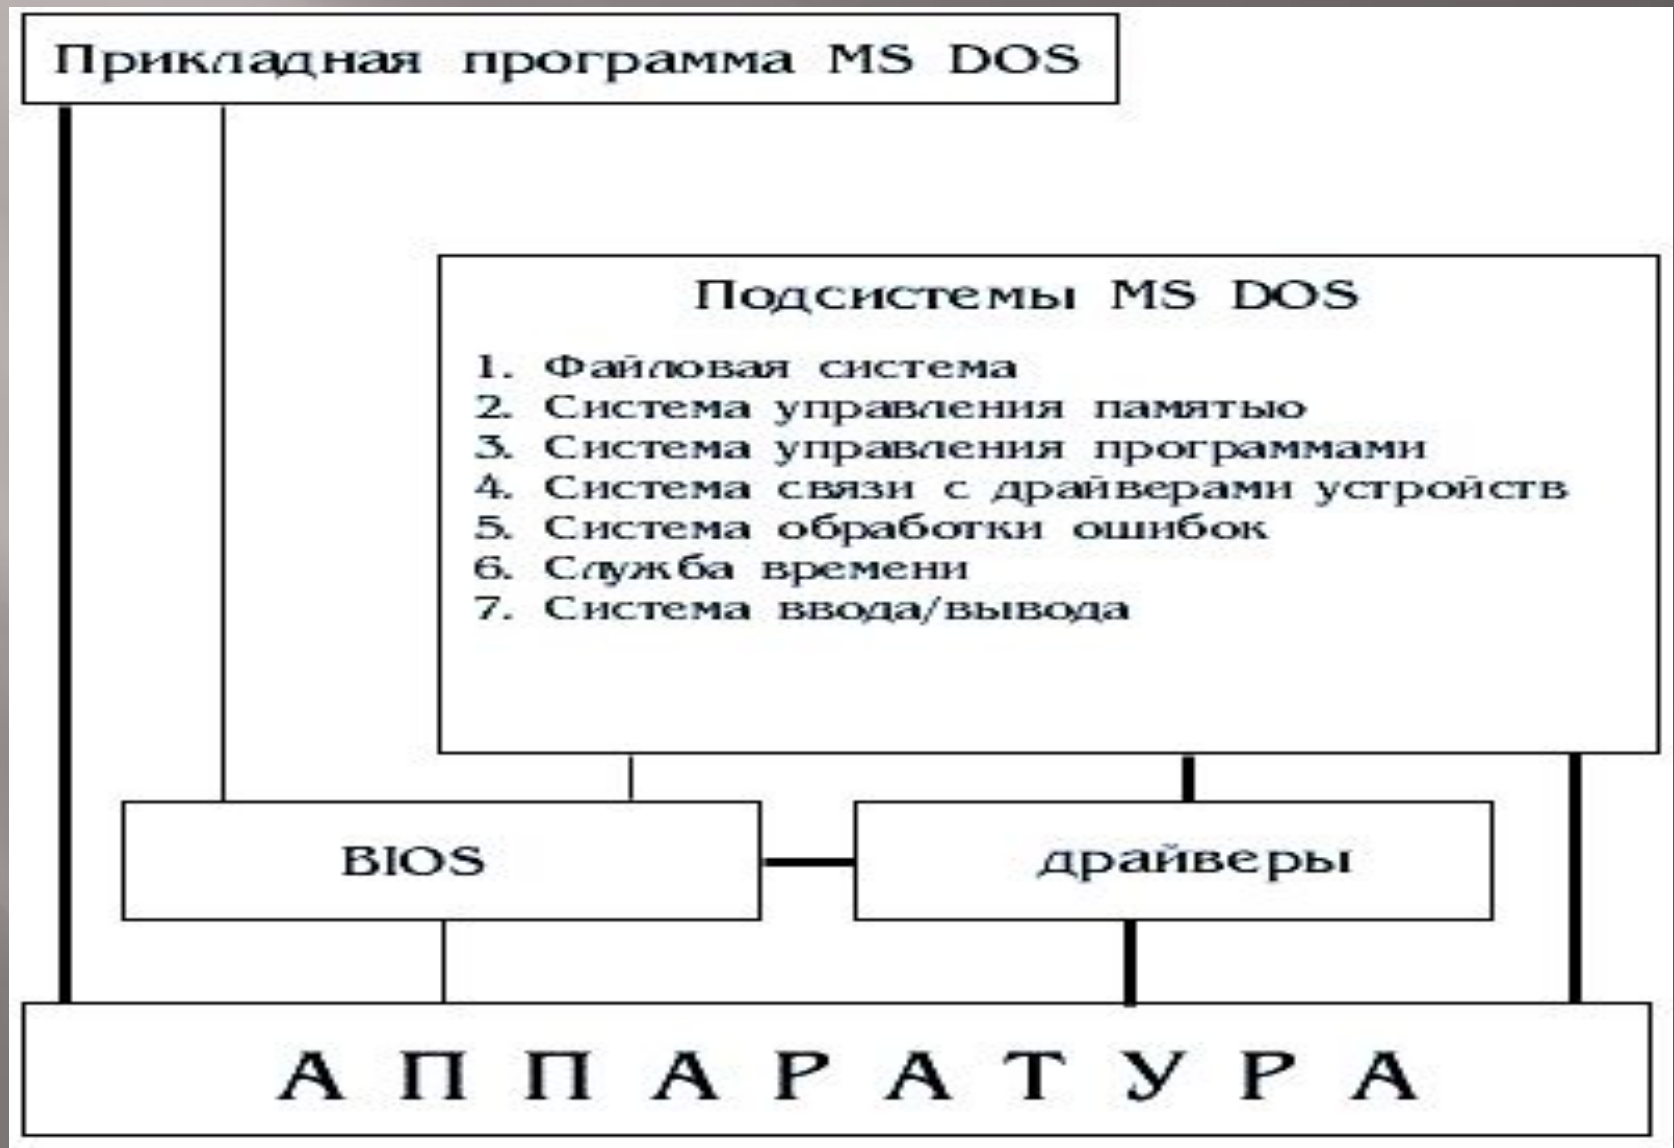 Прикладная программа MS DOS
Подсистемы MS DOS
1. Файловая система
2. Система управления памятью
3. Система управления программами
4. Система связи с драйверами устройств
5. Система обработки ошибок
6. Служба времени
7. Система ввода/вывода
BIOS
драйверы
АППАРАТУРА